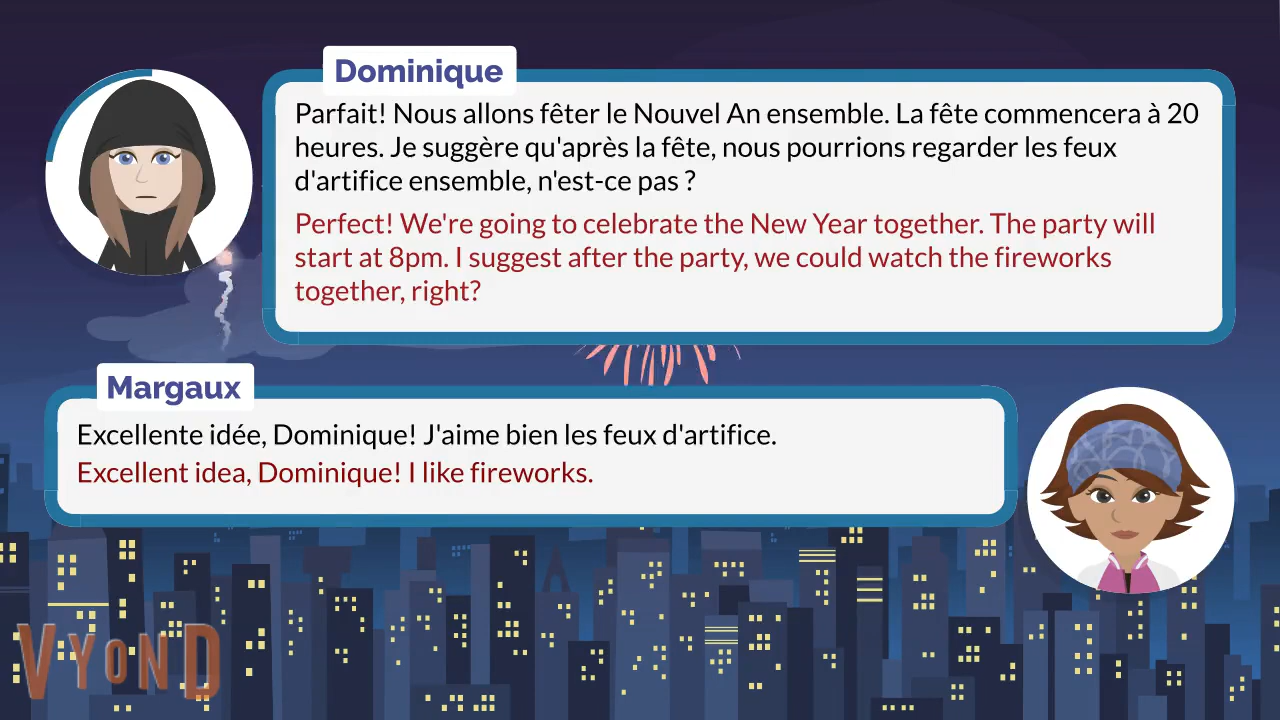 Dominique
Parfait! Nous allons fêter le Nouvel An ensemble. La fête commencera à 20
heures. Je suggère qu'après la fête, nous pourrions regarder les feux
d'artifice ensemble, n'est-ce pas ?
Perfect! We're going to celebrate the New Year together. The party will
start at 8pm. I suggest after the party, we could watch the fireworks
together, right?
Margaux
Excellente idée, Dominique! J'aime bien les feux d'artifice.
Excellent idea, Dominique! I like fireworks.
VYOND